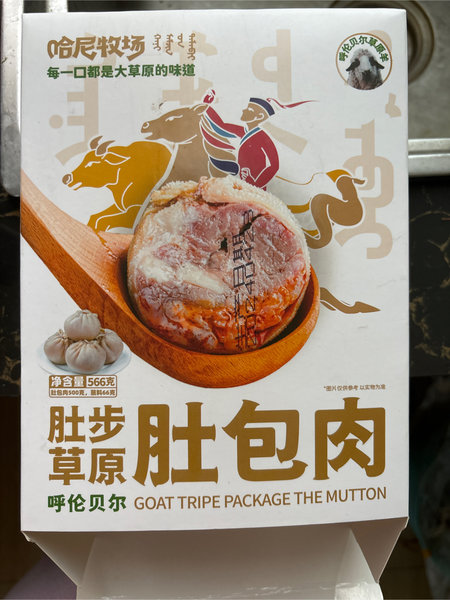 哈尼牧场
每一口都是大草原的味道
呼伦贝尔草原羊
净含量 566克
肚包肉500克，蘸料66克
*图片仅供参考 以实物为准
肚步
草原
肚包肉
呼伦贝尔
GOAT TRIPE PACKAGE THE MUTTON